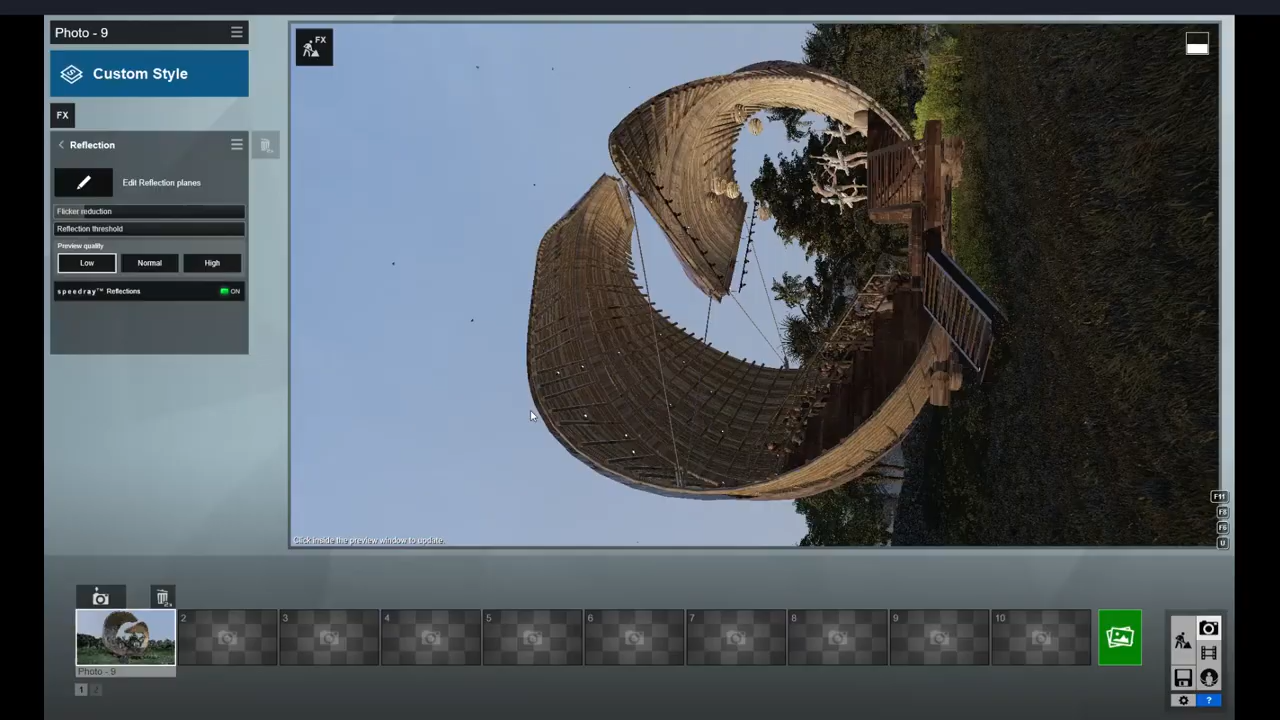 Photo - 9
Custom Style
FX
FX
Reflection
Edit Reflection planes
Flicker reduction
Reflection threshold
Preview quality
Low
Normal
High
speedray™ Reflections
ON
F11
F8
F6
U
Click inside the preview window to update.
2
3
4
5
6
7
8
9
10
Photo - 9
1
2
?